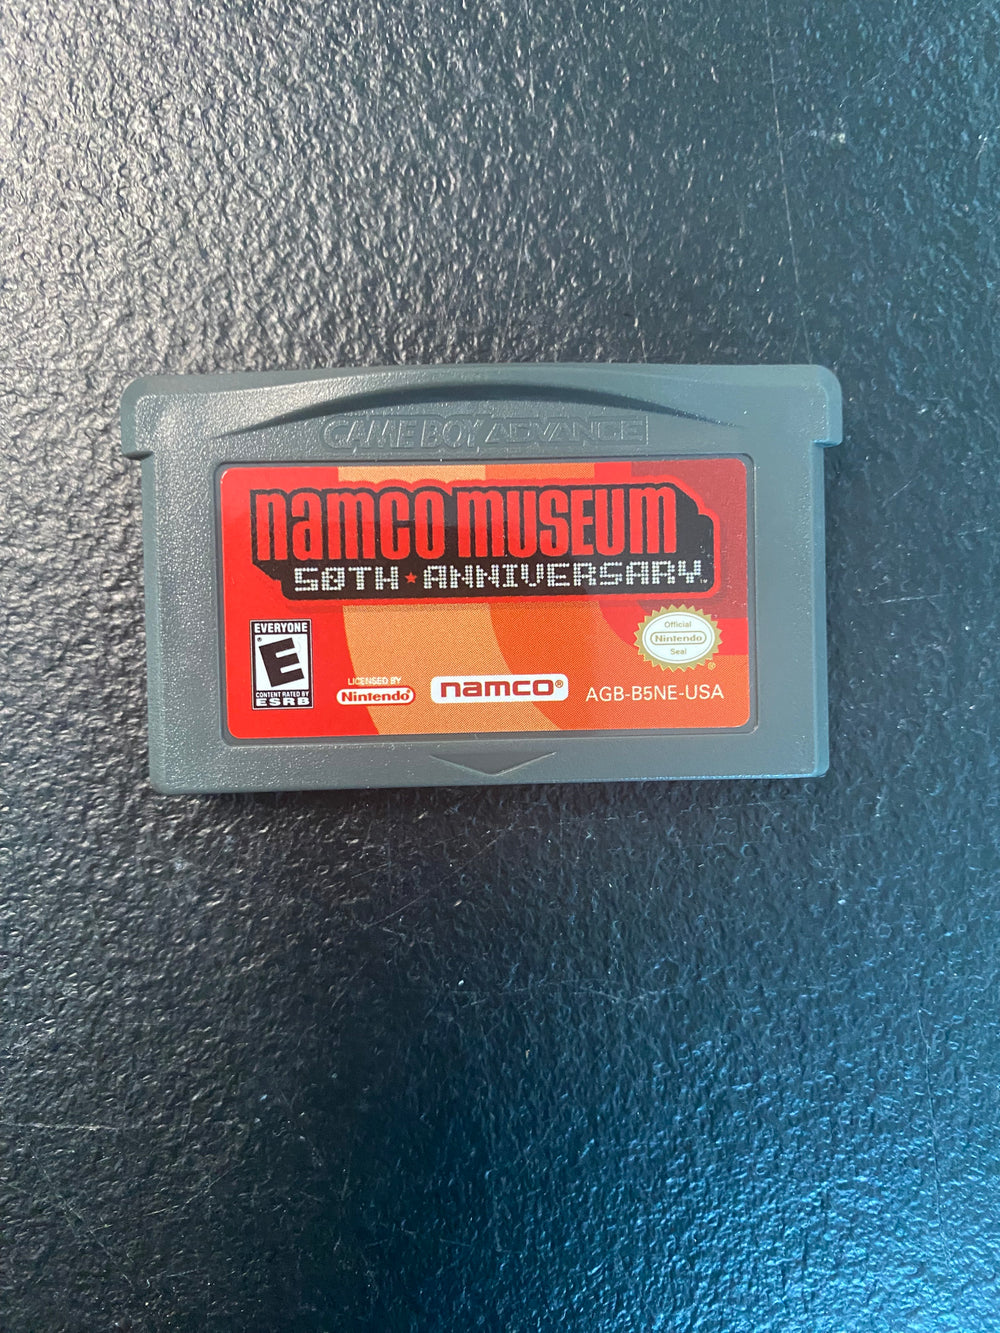 GAME BOY ADVANCE
namco museum
50TH ★ ANNIVERSARY™
EVERYONE
E
CONTENT RATED BY
ESRB
LICENSED BY
Nintendo®
namco®
Official
Nintendo
Seal
®
AGB-B5NE-USA